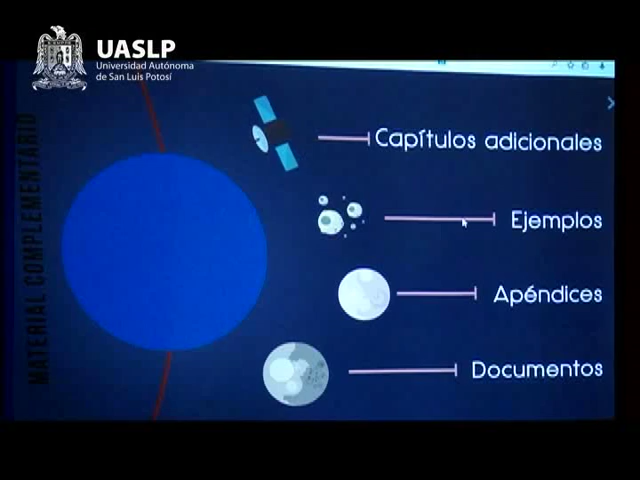 UASLP
Universidad Autónoma
de San Luis Potosí
MATERIAL COMPLEMENTARIO
Capítulos adicionales
Ejemplos
Apéndices
Documentos